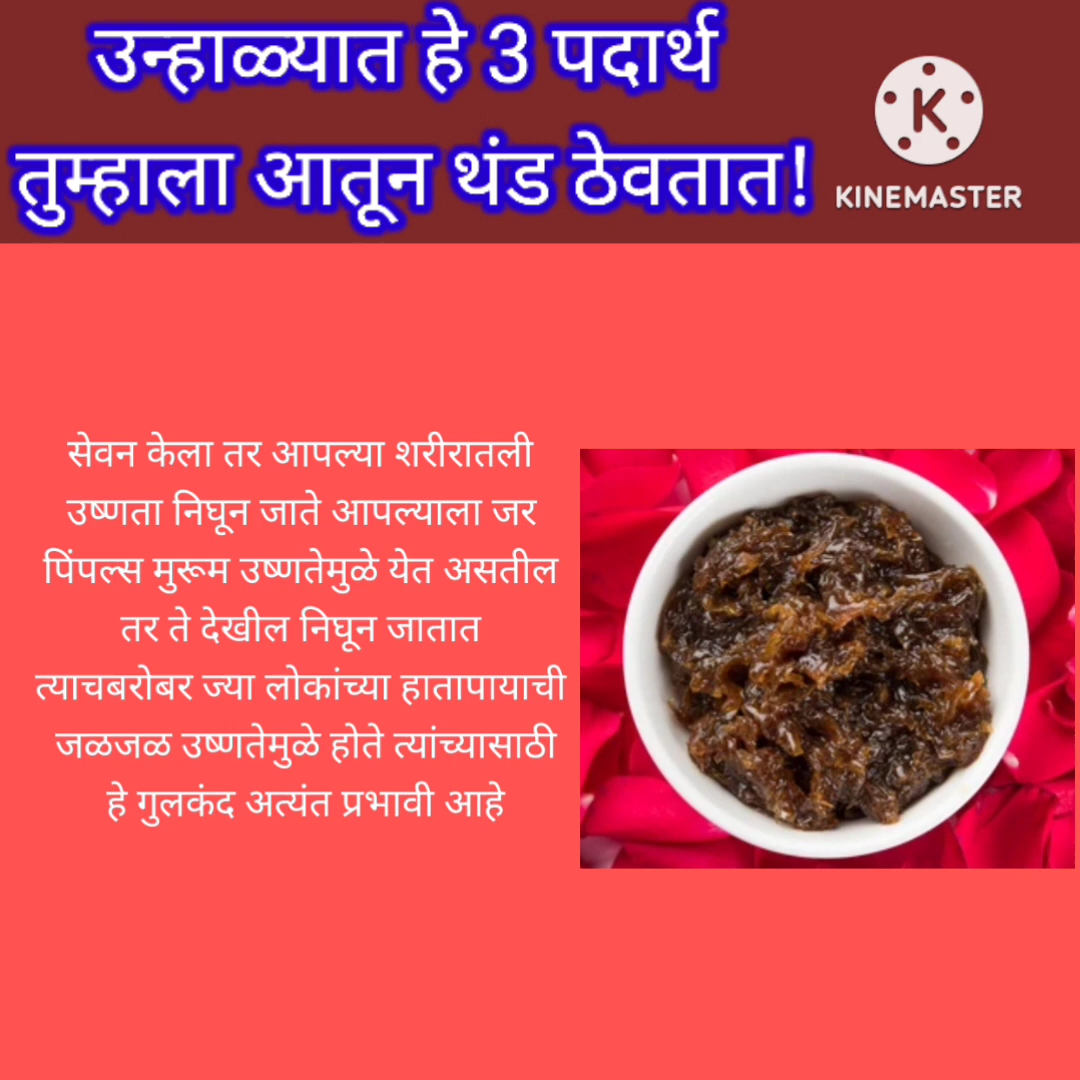 उन्हाळ्यात हे 3 पदार्थ
तुम्हाला आतून थंड ठेवतात!
K
KINEMASTER
सेवन केला तर आपल्या शरीरातली
उष्णता निघून जाते आपल्याला जर
पिंपल्स मुरूम उष्णतेमुळे येत असतील
तर ते देखील निघून जातात
त्याचबरोबर ज्या लोकांच्या हातापायाची
जळजळ उष्णतेमुळे होते त्यांच्यासाठी
हे गुलकंद अत्यंत प्रभावी आहे